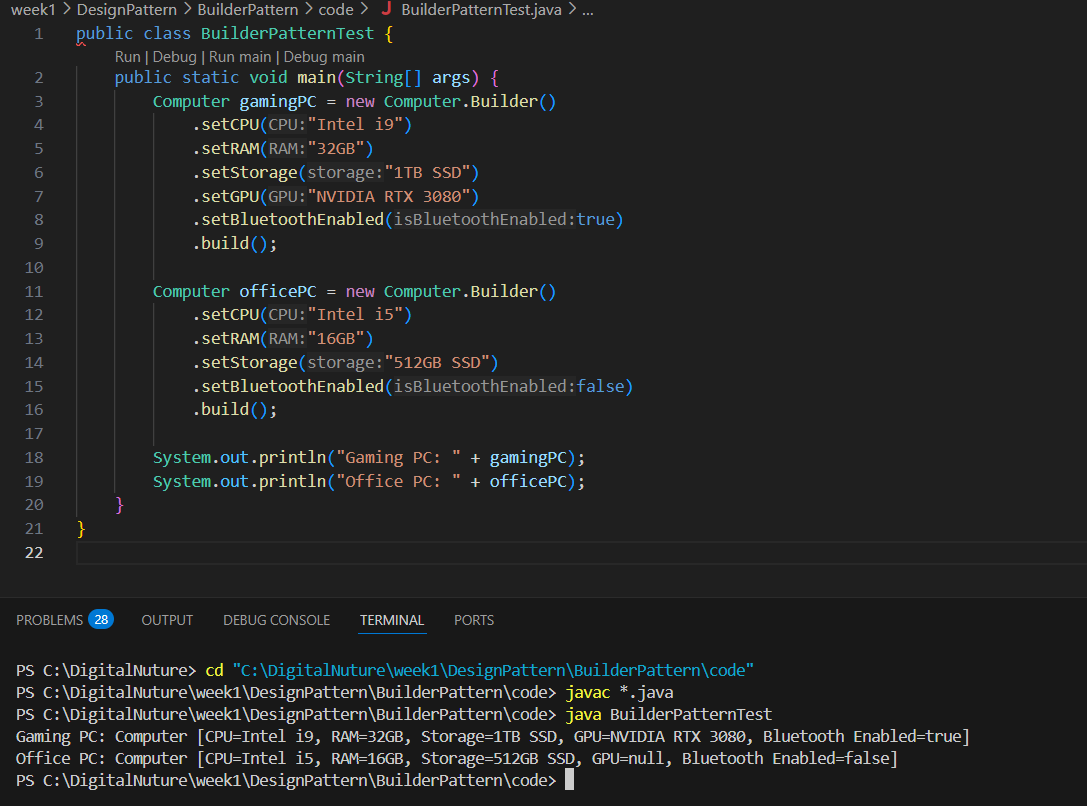 week1 > DesignPattern > BuilderPattern > code > J BuilderPatternTest.java > ...
1 public class BuilderPatternTest {
Run | Debug | Run main | Debug main
2 public static void main(String[] args) {
3 Computer gamingPC = new Computer.Builder()
4 .setCPU(CPU:"Intel i9")
5 .setRAM(RAM:"32GB")
6 .setStorage(storage:"1TB SSD")
7 .setGPU(GPU:"NVIDIA RTX 3080")
8 .setBluetoothEnabled(isBluetoothEnabled:true)
9 .build();
10
11 Computer officePC = new Computer.Builder()
12 .setCPU(CPU:"Intel i5")
13 .setRAM(RAM:"16GB")
14 .setStorage(storage:"512GB SSD")
15 .setBluetoothEnabled(isBluetoothEnabled:false)
16 .build();
17
18 System.out.println("Gaming PC: " + gamingPC);
19 System.out.println("Office PC: " + officePC);
20 }
21 }
22
PROBLEMS 28 OUTPUT DEBUG CONSOLE TERMINAL PORTS
PS C:\DigitalNuture> cd "C:\DigitalNuture\week1\DesignPattern\BuilderPattern\code"
PS C:\DigitalNuture\week1\DesignPattern\BuilderPattern\code> javac *.java
PS C:\DigitalNuture\week1\DesignPattern\BuilderPattern\code> java BuilderPatternTest
Gaming PC: Computer [CPU=Intel i9, RAM=32GB, Storage=1TB SSD, GPU=NVIDIA RTX 3080, Bluetooth Enabled=true]
Office PC: Computer [CPU=Intel i5, RAM=16GB, Storage=512GB SSD, GPU=null, Bluetooth Enabled=false]
PS C:\DigitalNuture\week1\DesignPattern\BuilderPattern\code>